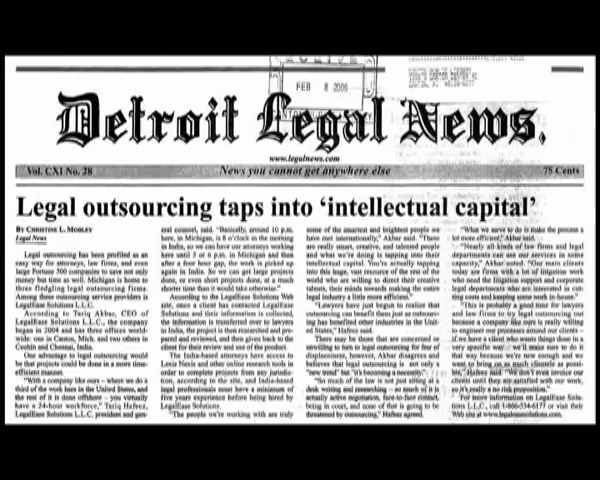 FEB 8 2006
Detroit Legal News.
www.legalnews.com
Vol. CXI No. 28 News you cannot get anywhere else 75 Cents
Legal outsourcing taps into 'intellectual capital'
BY CHRISTINE L. MOBLEY
Legal News
Legal outsourcing has been profiled as an
easy way for attorneys, law firms, and even
large Fortune 500 companies to save not only
money but time as well. Michigan is home to
three fledgling legal outsourcing firms.
Among these outsourcing service providers is
LegalEase Solutions L.L.C.
According to Tariq Akbar, CEO of
LegalEase Solutions L.L.C., the company
began in 2004 and has three offices world-
wide: one in Canton, Mich. and two others in
Cochin and Chennai, India.
One advantage to legal outsourcing would
be that projects could be done in a more time-
efficient manner.
"With a company like ours – where we do a
third of the work here in the United States, and
the rest of it is done offshore – you virtually
have a 24-hour workforce," Tariq Hafeez,
LegalEase Solutions L.L.C. president and gen-
eral counsel, said. "Basically, around 10 p.m.
here, in Michigan, is 8 o'clock in the morning
in India, so we can have our attorneys working
here until 5 or 6 p.m. in Michigan and then
after a four hour gap, the work is picked up
again in India. So we can get large projects
done, or even short projects done, at a much
shorter time than it would take otherwise."
According to the LegalEase Solutions Web
site, once a client has contacted LegalEase
Solutions and their information is collected,
the information is transferred over to lawyers
in India, the project is then researched and pre-
pared and reviewed, and then given back to the
client for their review and use of the product.
The India-based attorneys have access to
Lexis Nexis and other online research tools in
order to complete projects from any jurisdic-
tion, according to the site, and India-based
legal professionals must have a minimum of
five years experience before being hired by
LegalEase Solutions.
"The people we're working with are truly
some of the smartest and brightest people we
have met internationally," Akbar said. "These
are really smart, creative, and talented people
and what we're doing is tapping into their
intellectual capital. You're actually tapping
into this huge, vast resource of the rest of the
world who are willing to direct their creative
talents, their minds towards making the entire
legal industry a little more efficient."
"Lawyers have just begun to realize that
outsourcing can benefit them just as outsourc-
ing has benefited other industries in the Unit-
ed States," Hafeez said.
There may be those that are concerned or
unwilling to turn to legal outsourcing for fear of
displacement, however, Akbar disagrees and
believes that legal outsourcing is not only a
"new trend" but "it's becoming a necessity."
"So much of the law is not just sitting at a
desk writing and researching – so much of it is
actually active negotiation, face-to-face contact,
being in court, and none of that is going to be
threatened by outsourcing," Hafeez agreed.
"What we serve to do is make the process a
lot more efficient," Akbar said.
"Nearly all kinds of law firms and legal
departments can use our services in some
capacity," Akbar noted. "Our main clients
today are firms with a lot of litigation work
who need the litigation support and corporate
legal departments who are interested in cut-
ting costs and keeping some work in-house."
"This is probably a good time for lawyers
and law firms to try legal outsourcing out
because a company like ours is really willing
to engineer our processes around our clients –
if we have a client who wants things done in a
very specific way – we'll make sure to do it
that way because we're new enough and we
want to bring on as much clientele as possi-
ble," Hafeez said. "We don't even invoice our
clients until they are satisfied with our work,
so it's really a no risk proposition."
For more information on LegalEase Solu-
tions L.L.C., call 1-866-534-6177 or visit their
Web site at www.legaleasesolutions.com.